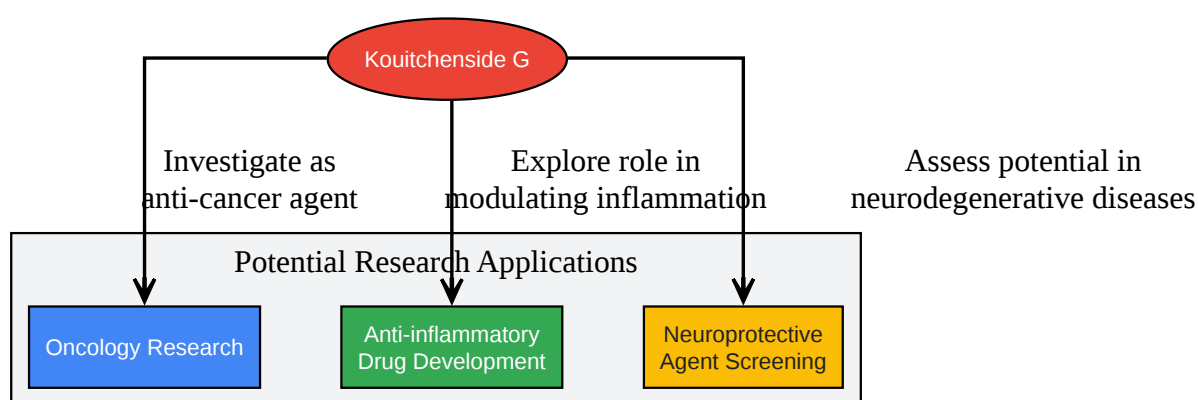 Kouitchenside G
Investigate as
anti-cancer agent
Explore role in
modulating inflammation
Assess potential in
neurodegenerative diseases
Potential Research Applications
Oncology Research
Anti-inflammatory
Drug Development
Neuroprotective
Agent Screening